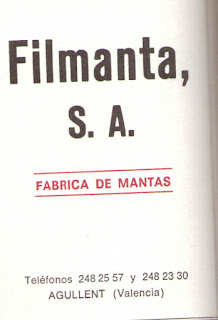 Filmanta,
S. A.
FABRICA DE MANTAS
Teléfonos 248 25 57 y 248 23 30
AGULLENT (Valencia)